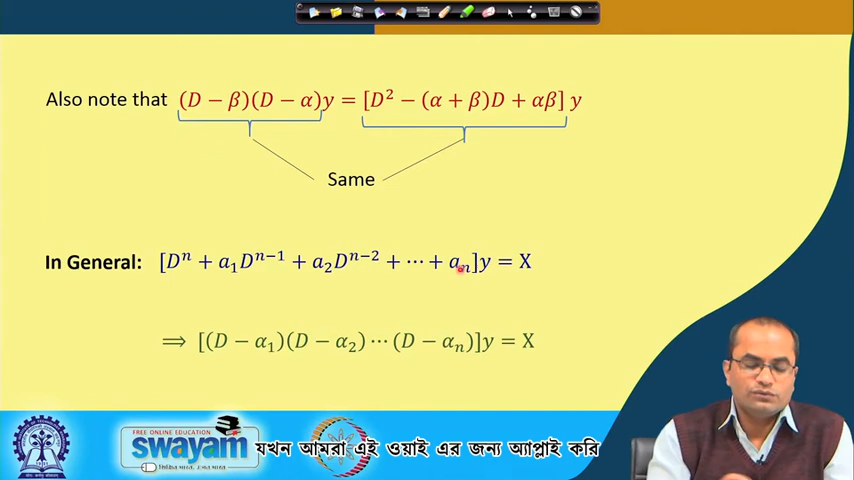 Also note that (D − β)(D − α)y = [D² − (α + β)D + αβ] y
Same
In General: [Dⁿ + a₁Dⁿ⁻¹ + a₂Dⁿ⁻² + ⋯ + aₙ]y = X
⟹ [(D − α₁)(D − α₂) ⋯ (D − αₙ)]y = X
FREE ONLINE EDUCATION
swayam
যখন আমরা এই ওয়াই এর জন্য অ্যাপ্লাই করি